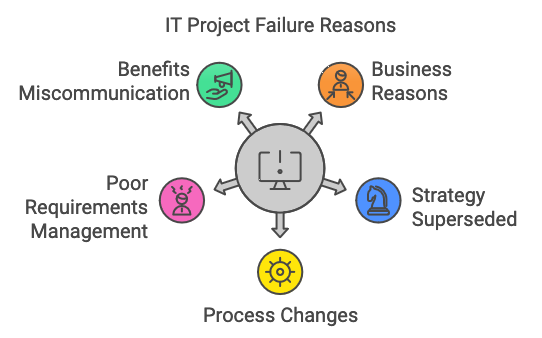 IT Project Failure Reasons
Benefits
Miscommunication
Business
Reasons
Poor
Requirements
Management
Strategy
Superseded
Process Changes